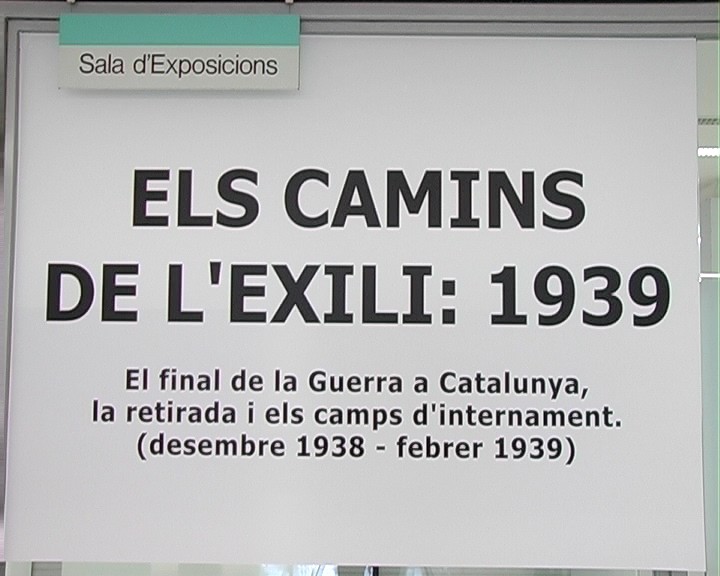 Sala d'Exposicions
ELS CAMINS
DE L'EXILI: 1939
El final de la Guerra a Catalunya,
la retirada i els camps d'internament.
(desembre 1938 - febrer 1939)